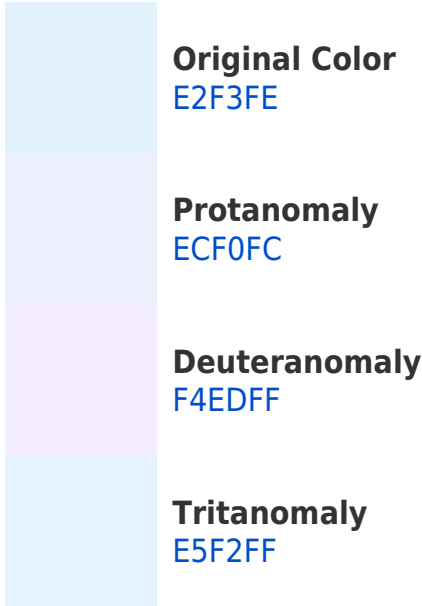 Original Color
E2F3FE
Protanomaly
ECF0FC
Deuteranomaly
F4EDFF
Tritanomaly
E5F2FF